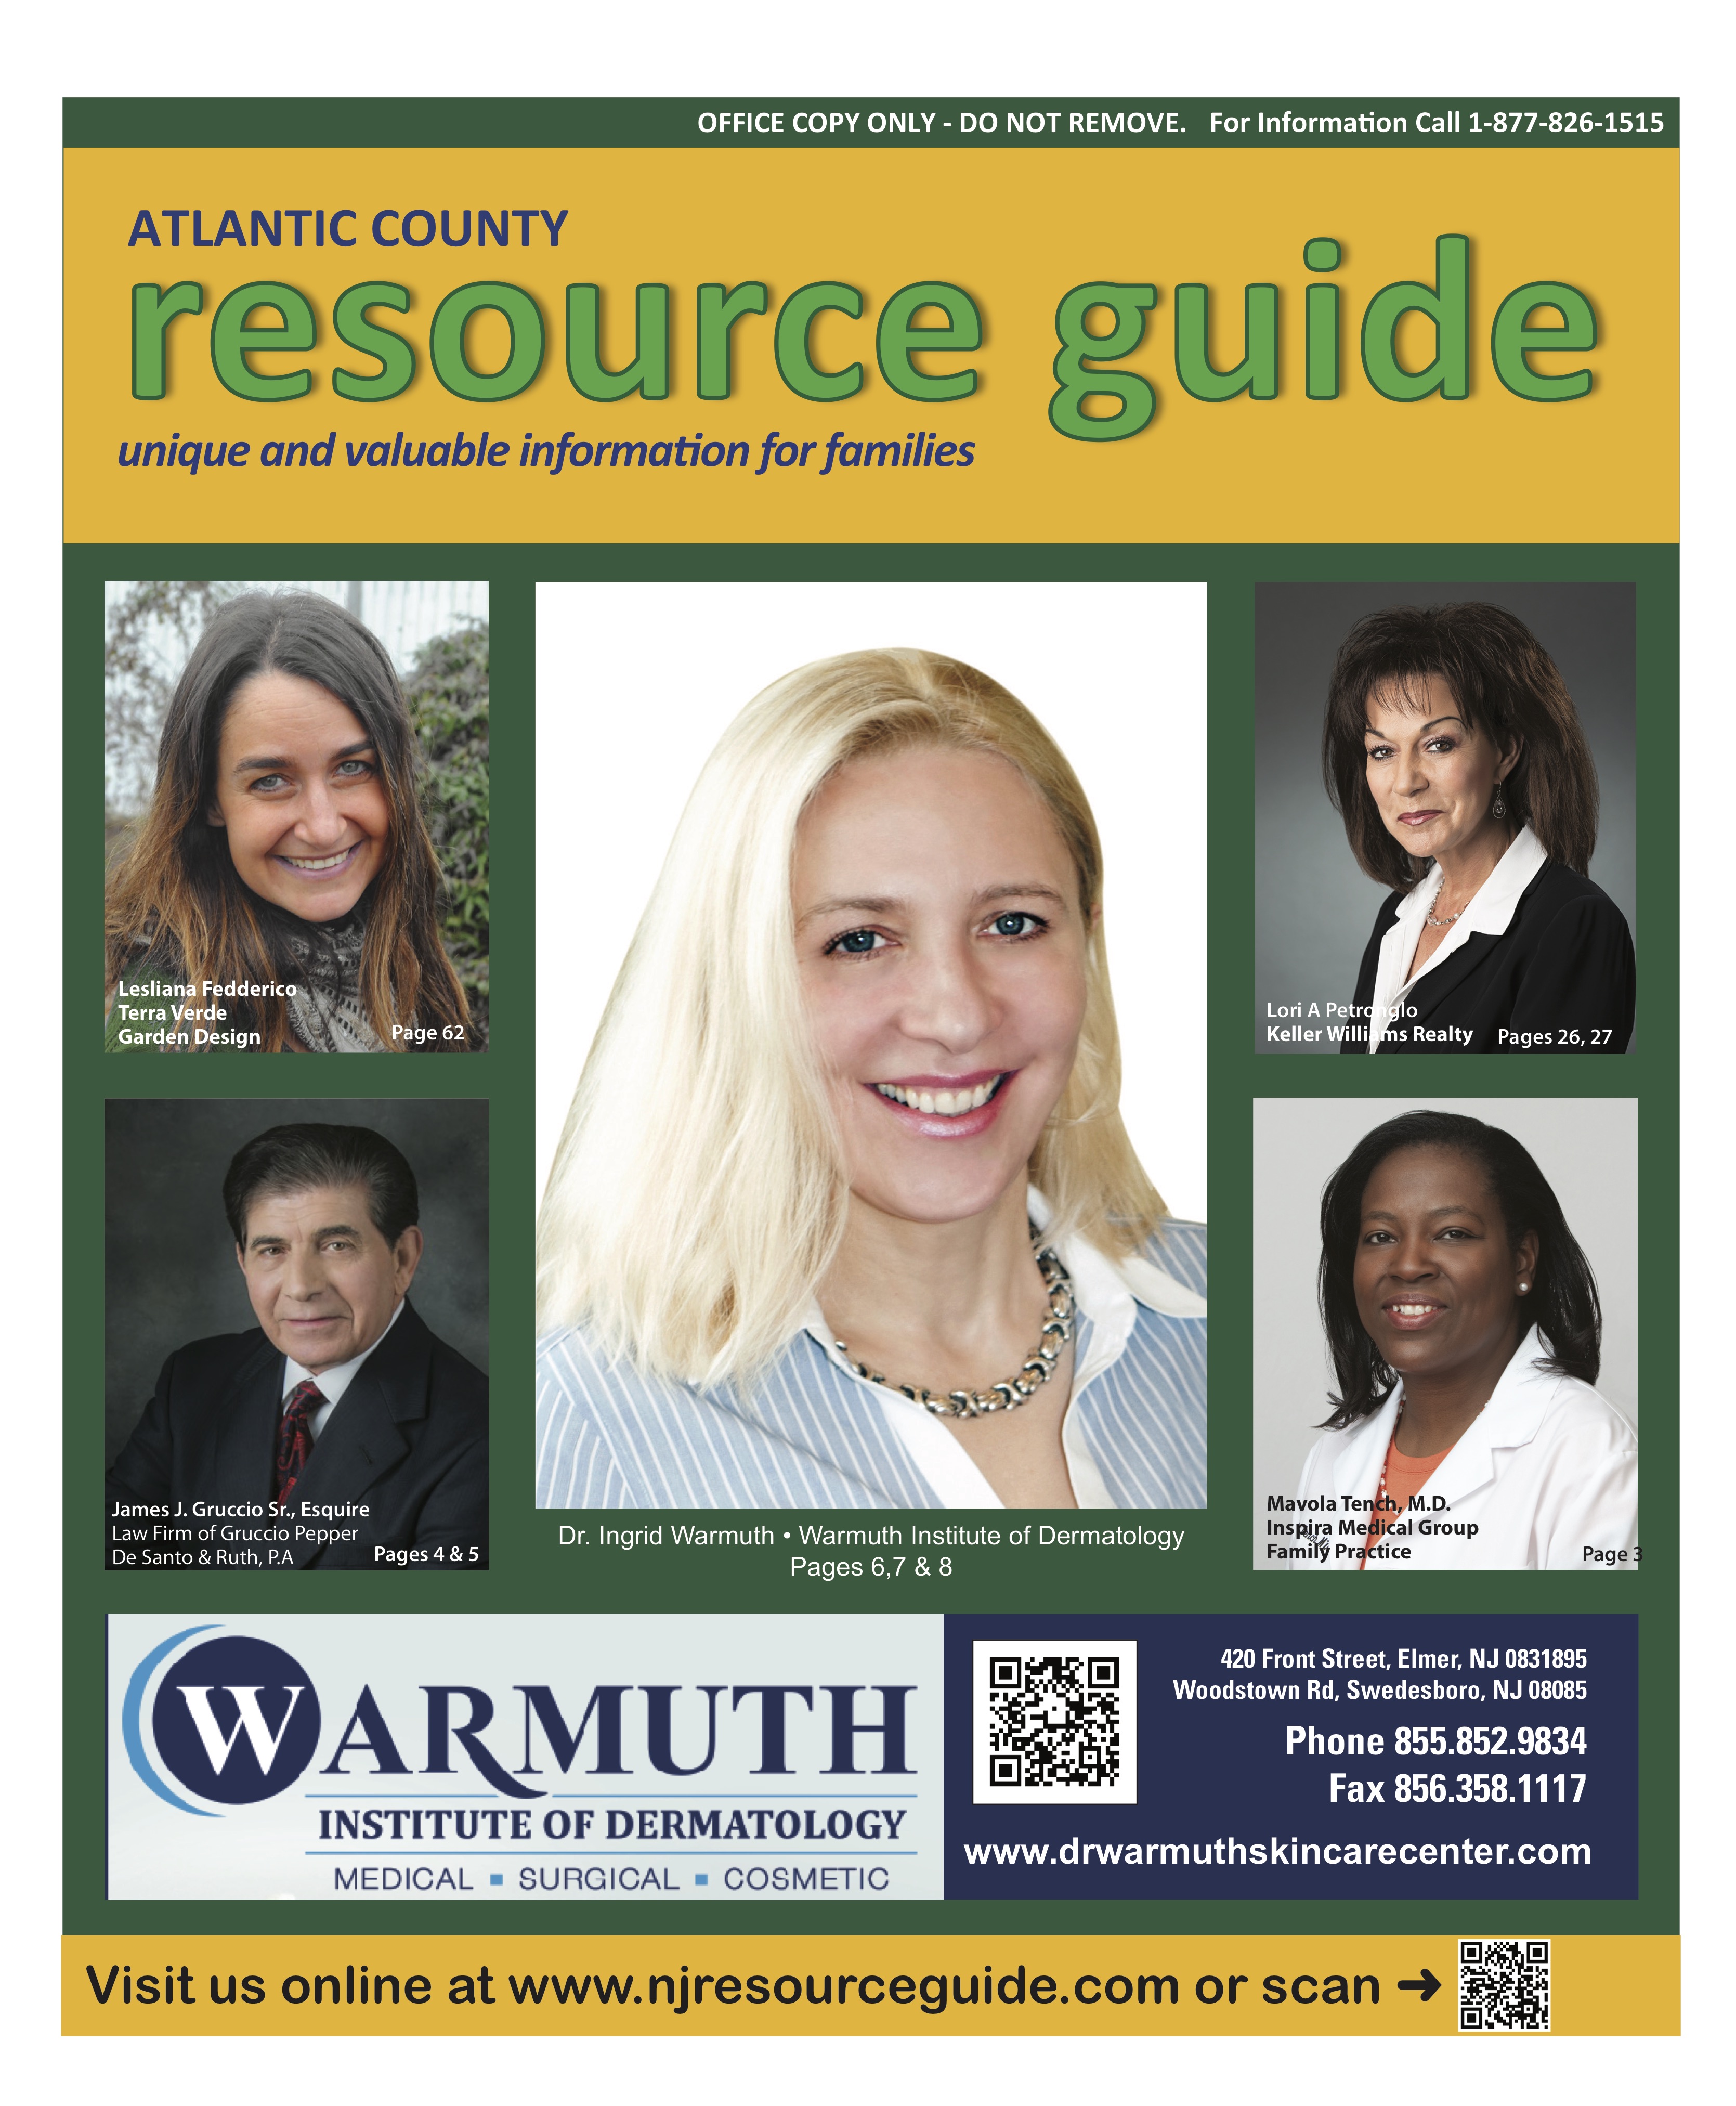 OFFICE COPY ONLY - DO NOT REMOVE. For Information Call 1-877-826-1515
ATLANTIC COUNTY
resource guide
unique and valuable information for families
Lesliana Fedderico
Terra Verde
Garden Design Page 62
Lori A Petronglo
Keller Williams Realty Pages 26, 27
James J. Gruccio Sr., Esquire
Law Firm of Gruccio Pepper
De Santo & Ruth, P.A Pages 4 & 5
Dr. Ingrid Warmuth • Warmuth Institute of Dermatology
Pages 6,7 & 8
Mavola Tench, M.D.
Inspira Medical Group
Family Practice Page 3
WARMUTH
INSTITUTE OF DERMATOLOGY
MEDICAL ▪ SURGICAL ▪ COSMETIC
420 Front Street, Elmer, NJ 0831895
Woodstown Rd, Swedesboro, NJ 08085
Phone 855.852.9834
Fax 856.358.1117
www.drwarmuthskincarecenter.com
Visit us online at www.njresourceguide.com or scan ➜